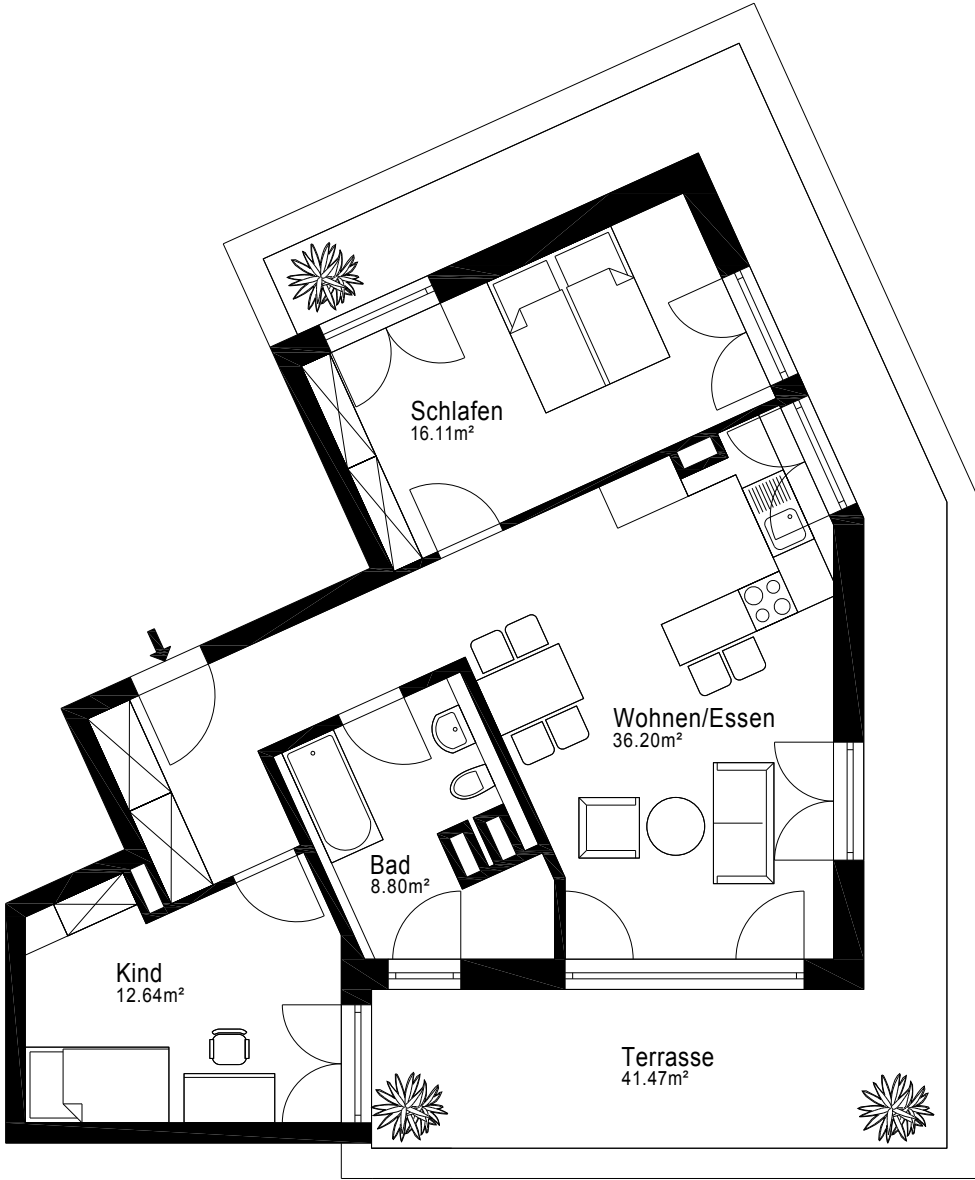 Schlafen
16.11m²
Wohnen/Essen
36.20m²
Bad
8.80m²
Kind
12.64m²
Terrasse
41.47m²